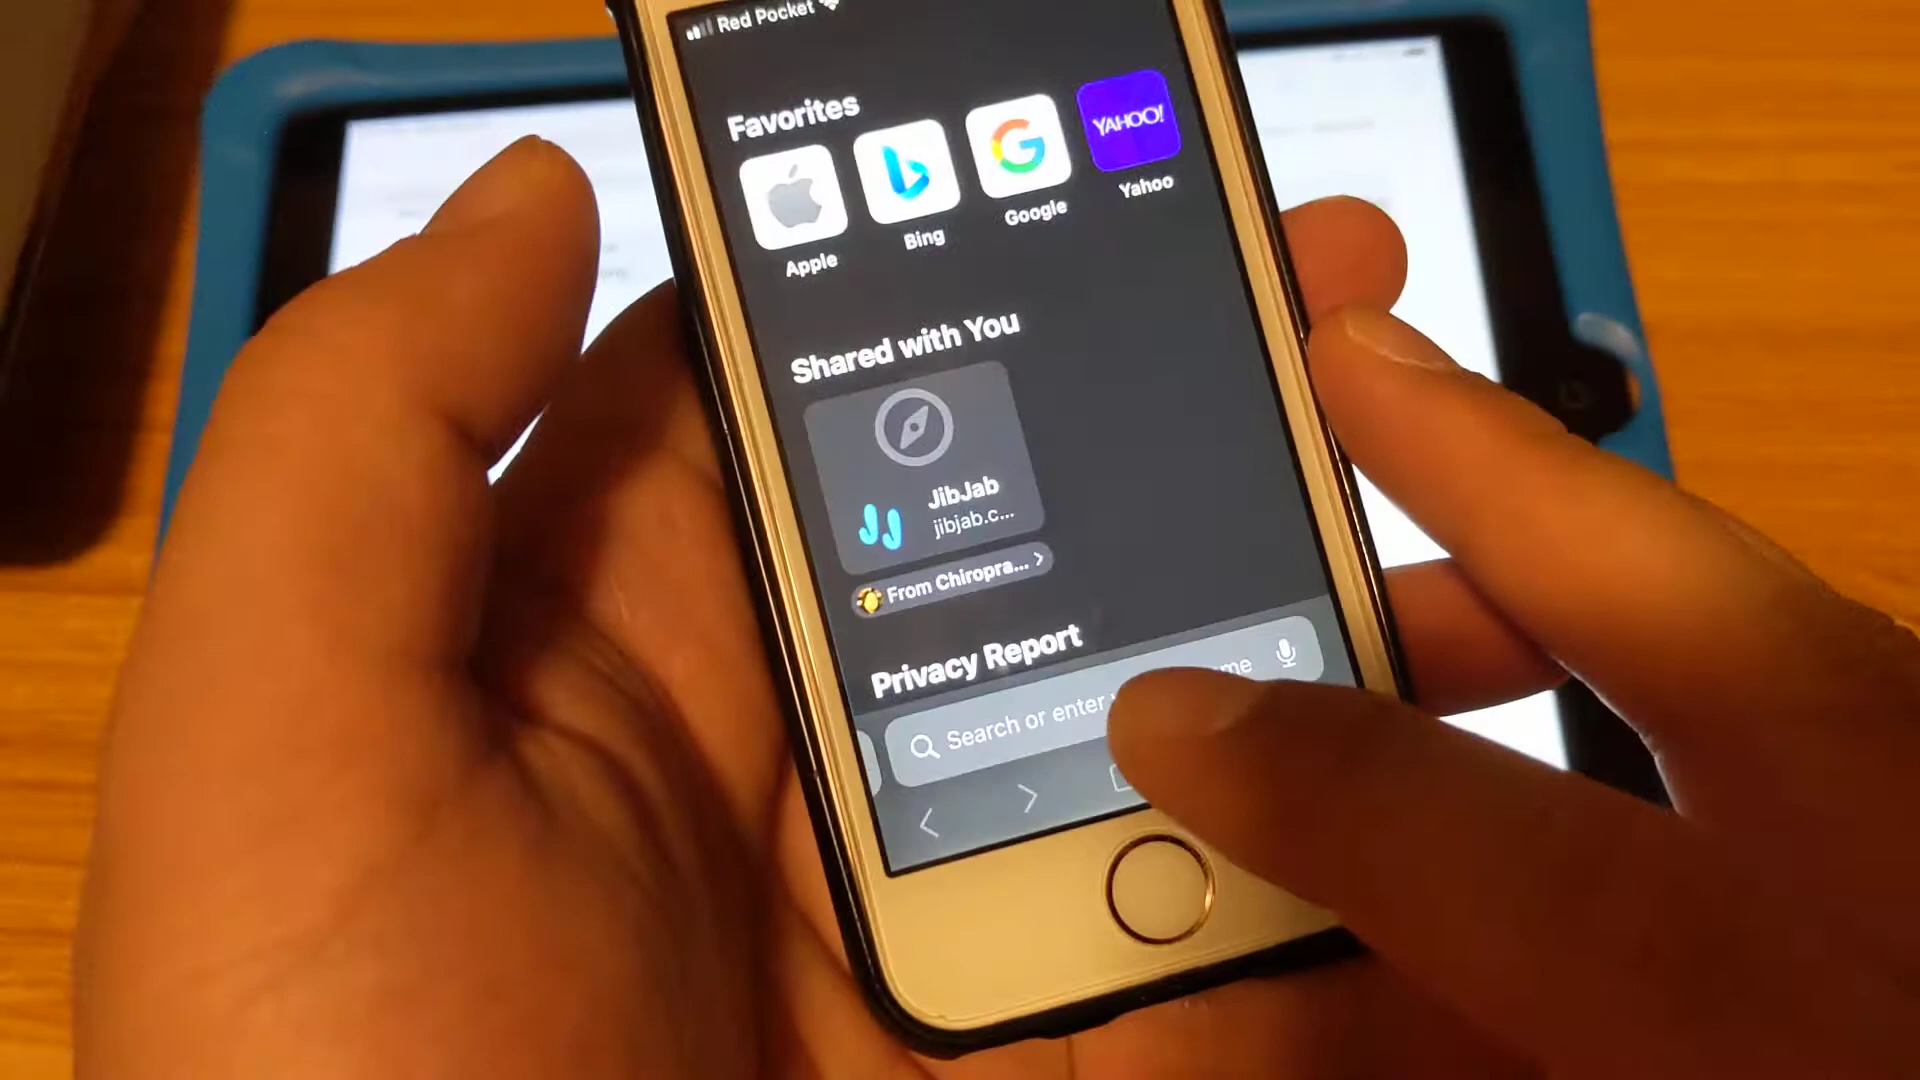 Red Pocket
Favorites
YAHOO!
Apple
Bing
Google
Yahoo
Shared with You
JibJab
jibjab.c...
From Chiropra...
Privacy Report
Search or enter
me